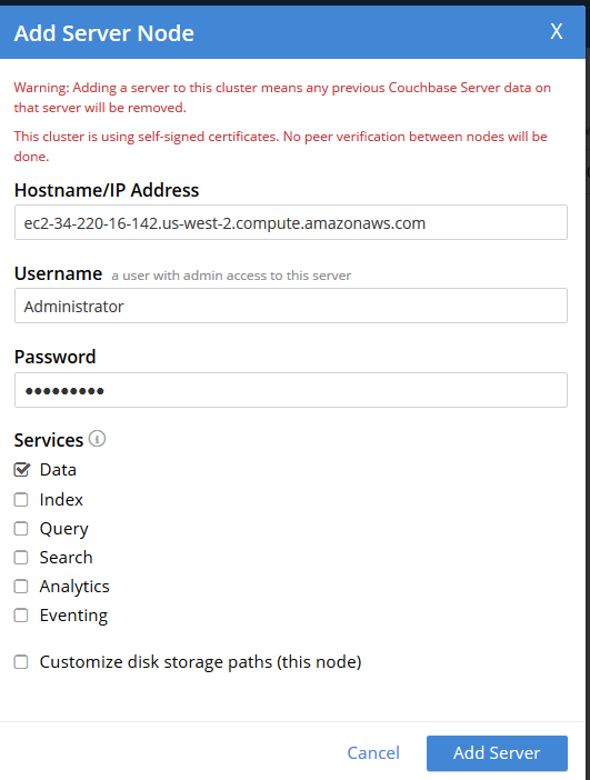 Add Server Node X
Warning: Adding a server to this cluster means any previous Couchbase Server data on
that server will be removed.
This cluster is using self-signed certificates. No peer verification between nodes will be
done.
Hostname/IP Address
ec2-34-220-16-142.us-west-2.compute.amazonaws.com
Username a user with admin access to this server
Administrator
Password
•••••••••
Services i
Data
Index
Query
Search
Analytics
Eventing
Customize disk storage paths (this node)
Cancel Add Server